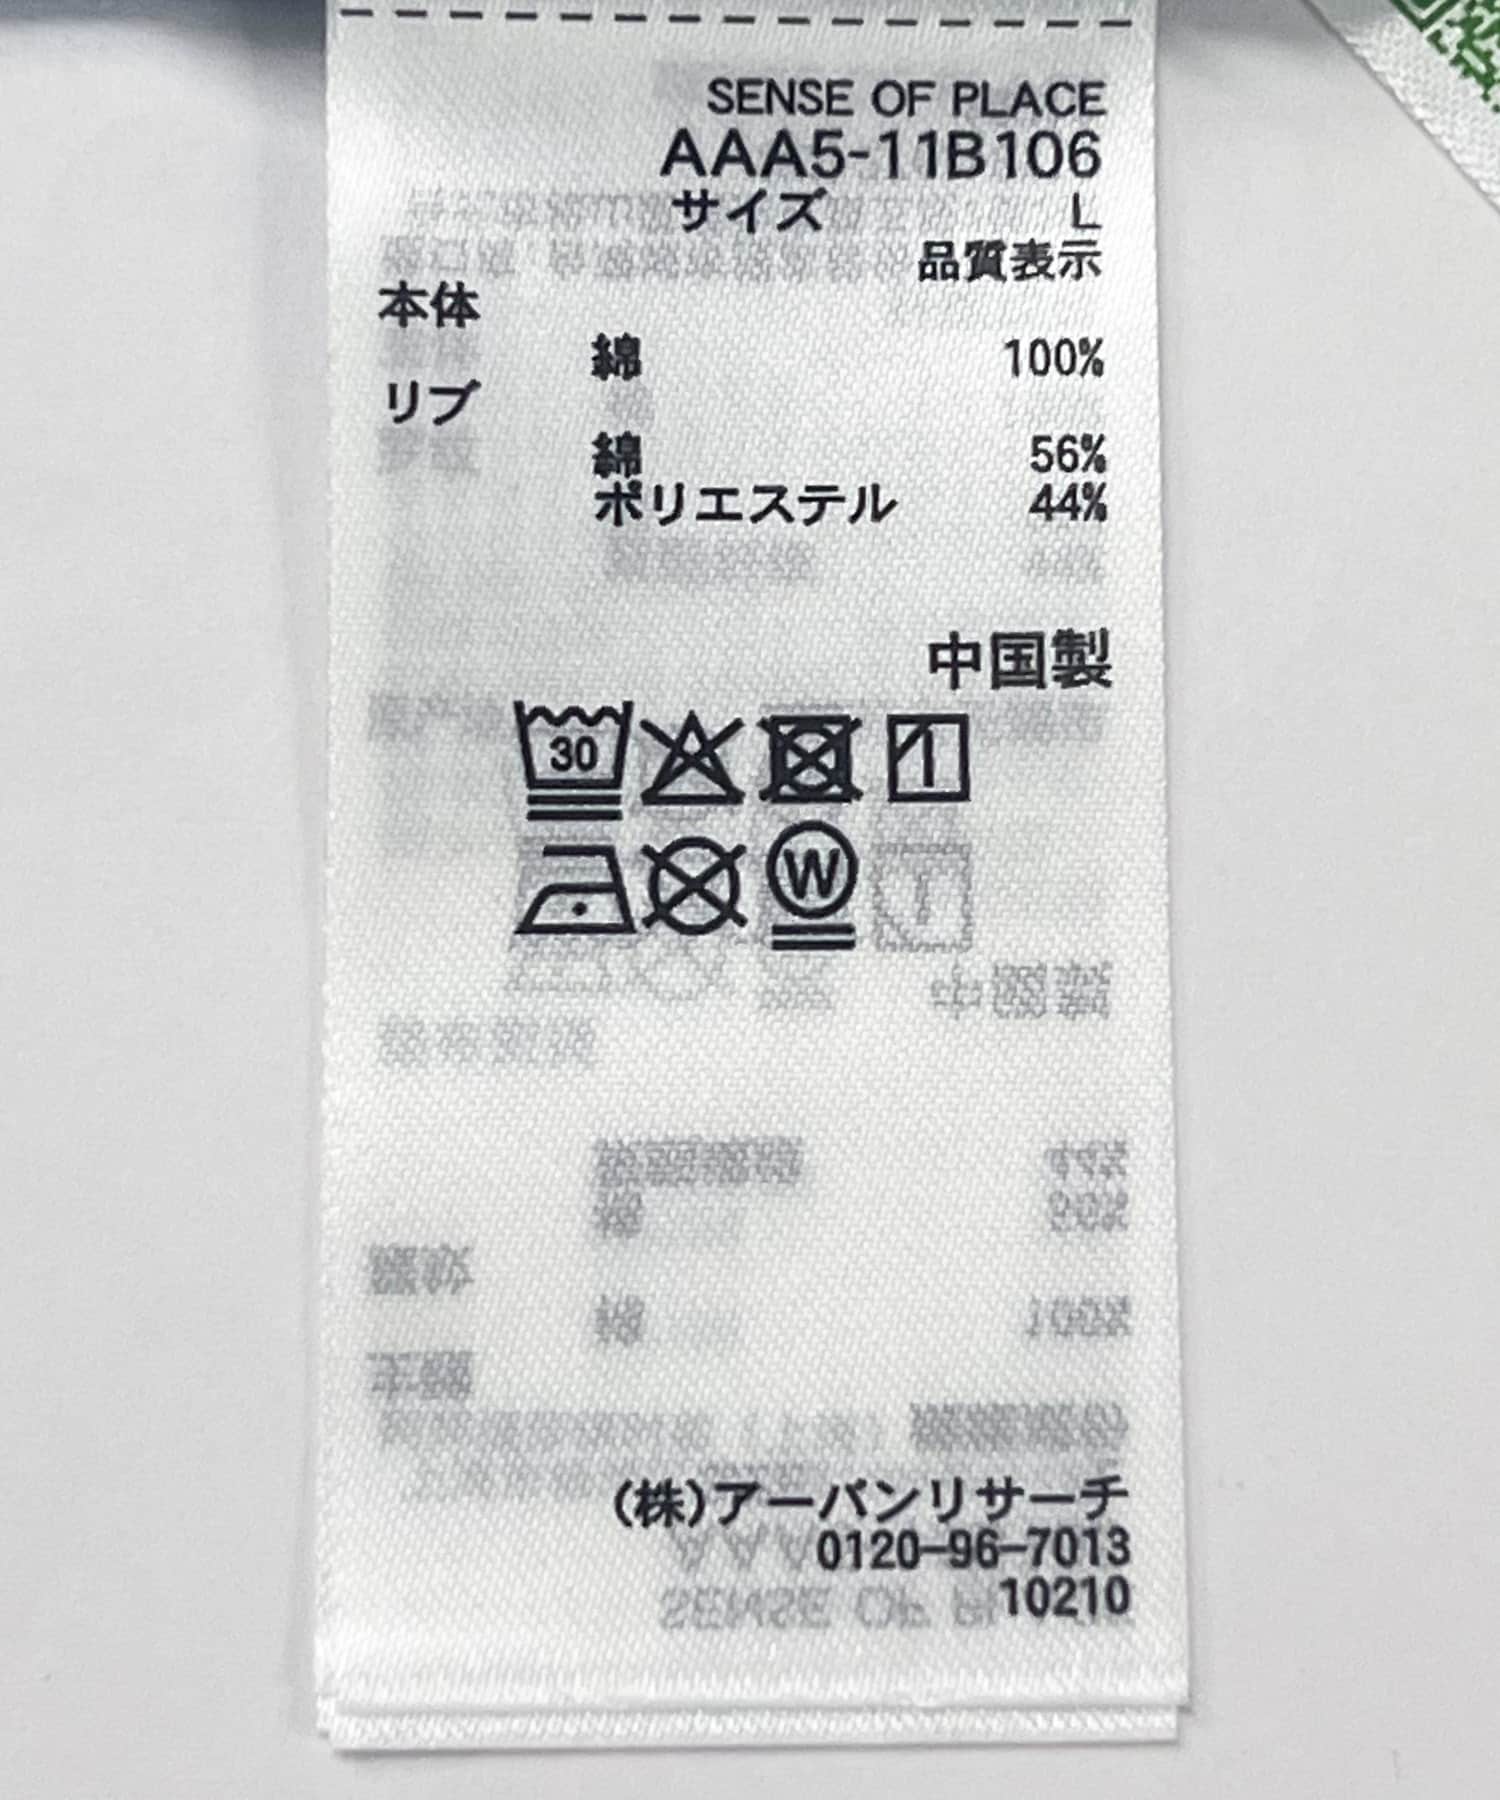 SENSE OF PLACE
AAA5-11B106
サイズ L
品質表示
本体
綿 100%
リブ
綿 56%
ポリエステル 44%
中国製
30
W
(株)アーバンリサーチ
0120-96-7013
10210